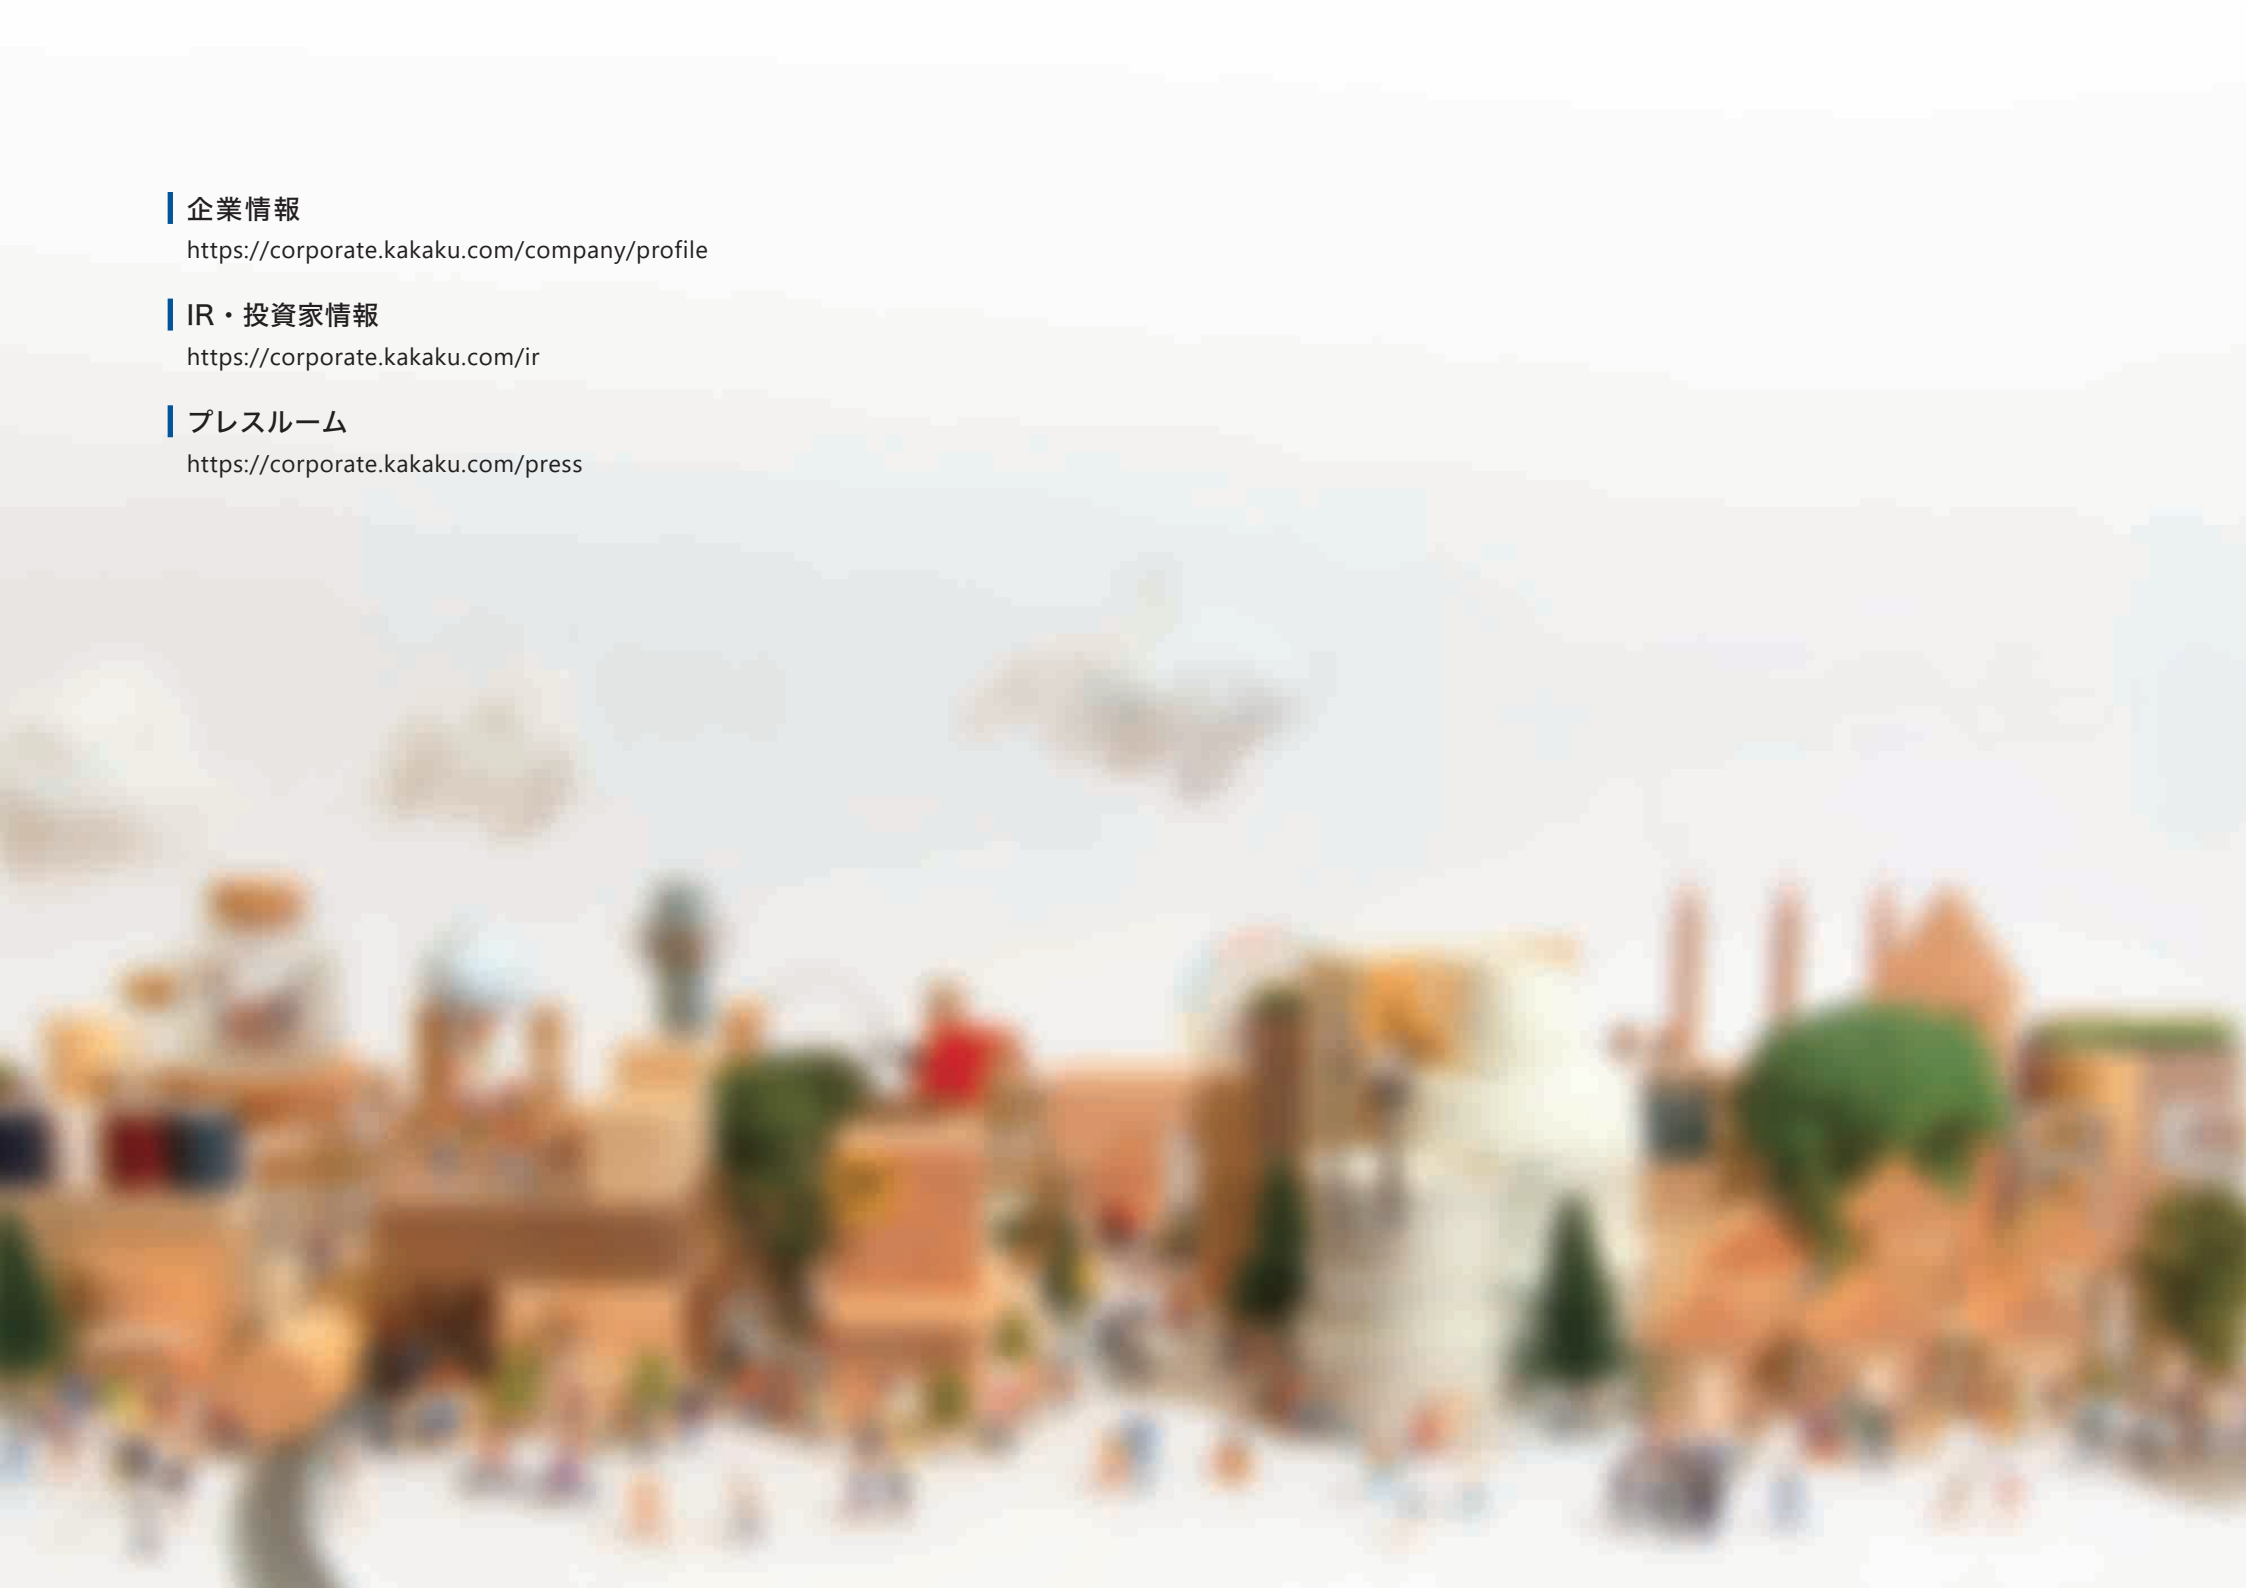 企業情報
https://corporate.kakaku.com/company/profile
IR・投資家情報
https://corporate.kakaku.com/ir
プレスルーム
https://corporate.kakaku.com/press